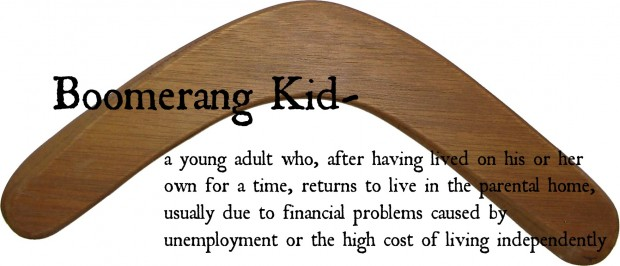 Boomerang Kid-
a young adult who, after having lived on his or her
own for a time, returns to live in the parental home,
usually due to financial problems caused by
unemployment or the high cost of living independently